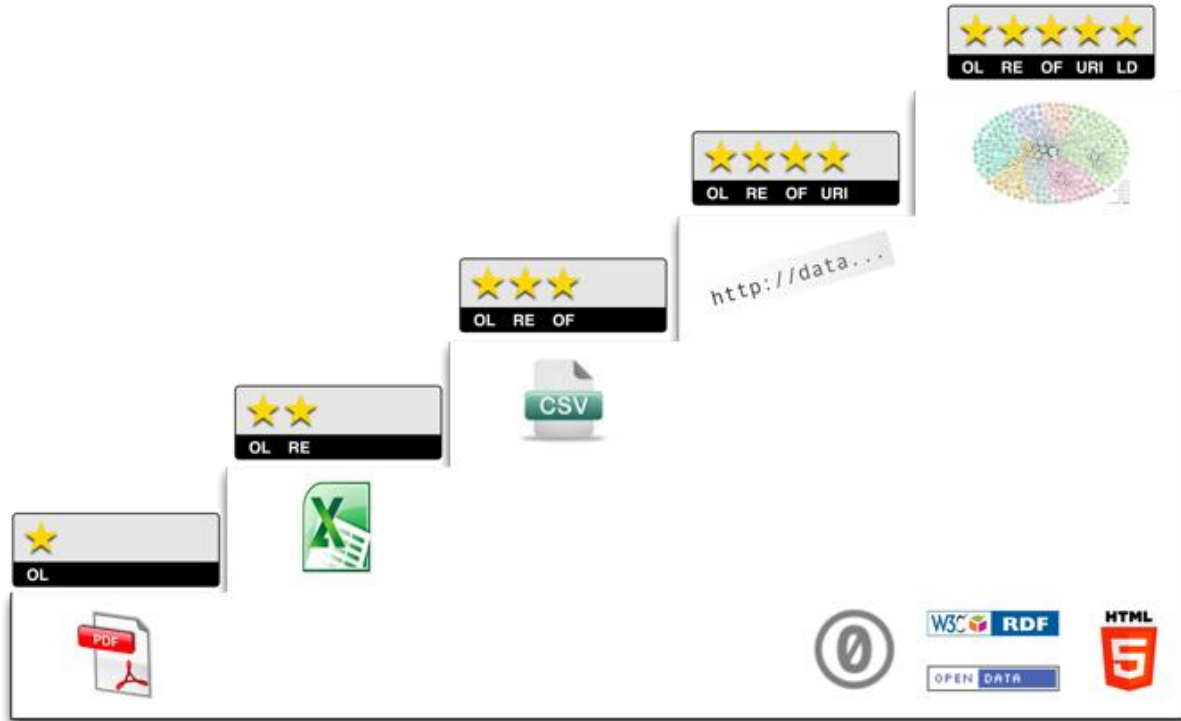 OL RE OF URI LD
OL RE OF URI
http://data...
OL RE OF
CSV
OL RE
X
OL
PDF
0
W3C RDF
OPEN DATA
HTML
5